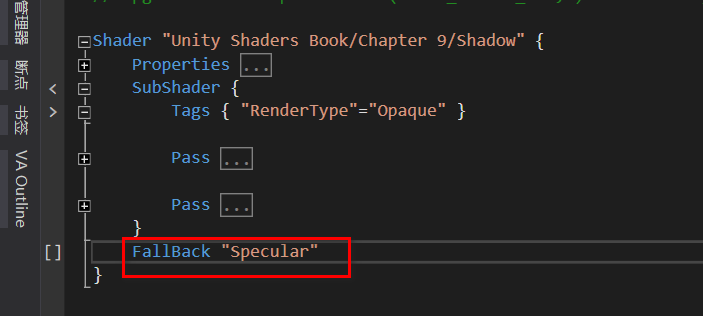 管理器
断点
书签
VA Outline
Shader "Unity Shaders Book/Chapter 9/Shadow" {
Properties ...
SubShader {
Tags { "RenderType"="Opaque" }
Pass ...
Pass ...
}
[] FallBack "Specular"
}